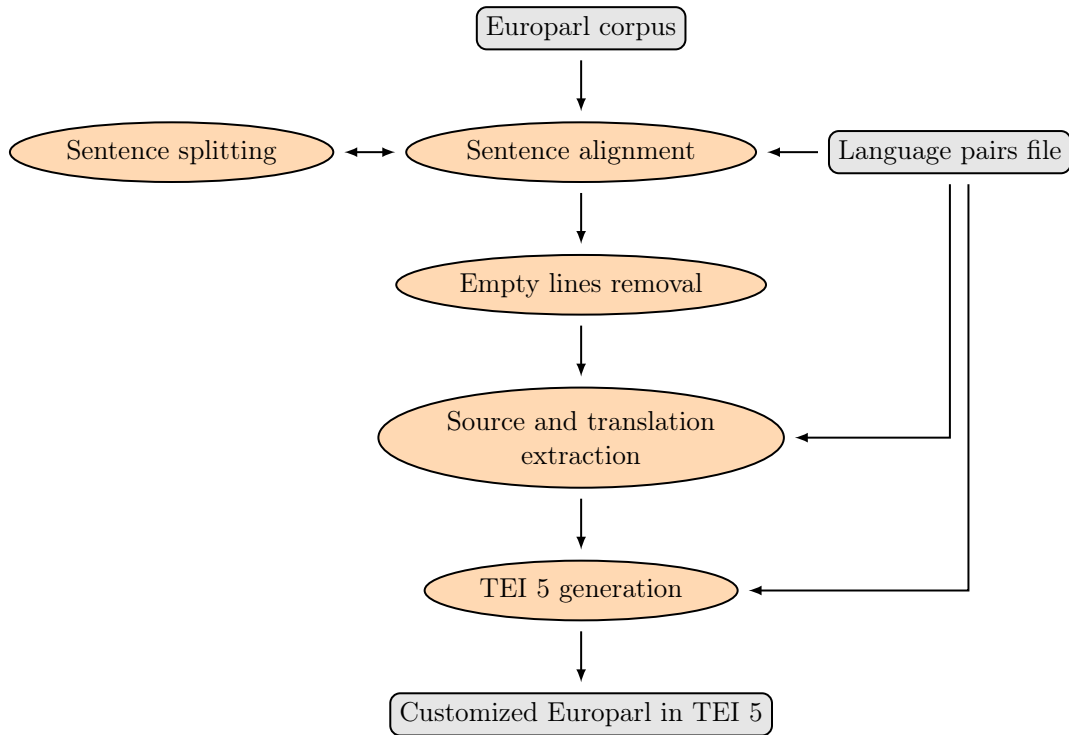 Europarl corpus
Sentence splitting
Sentence alignment
Language pairs file
Empty lines removal
Source and translation
extraction
TEI 5 generation
Customized Europarl in TEI 5